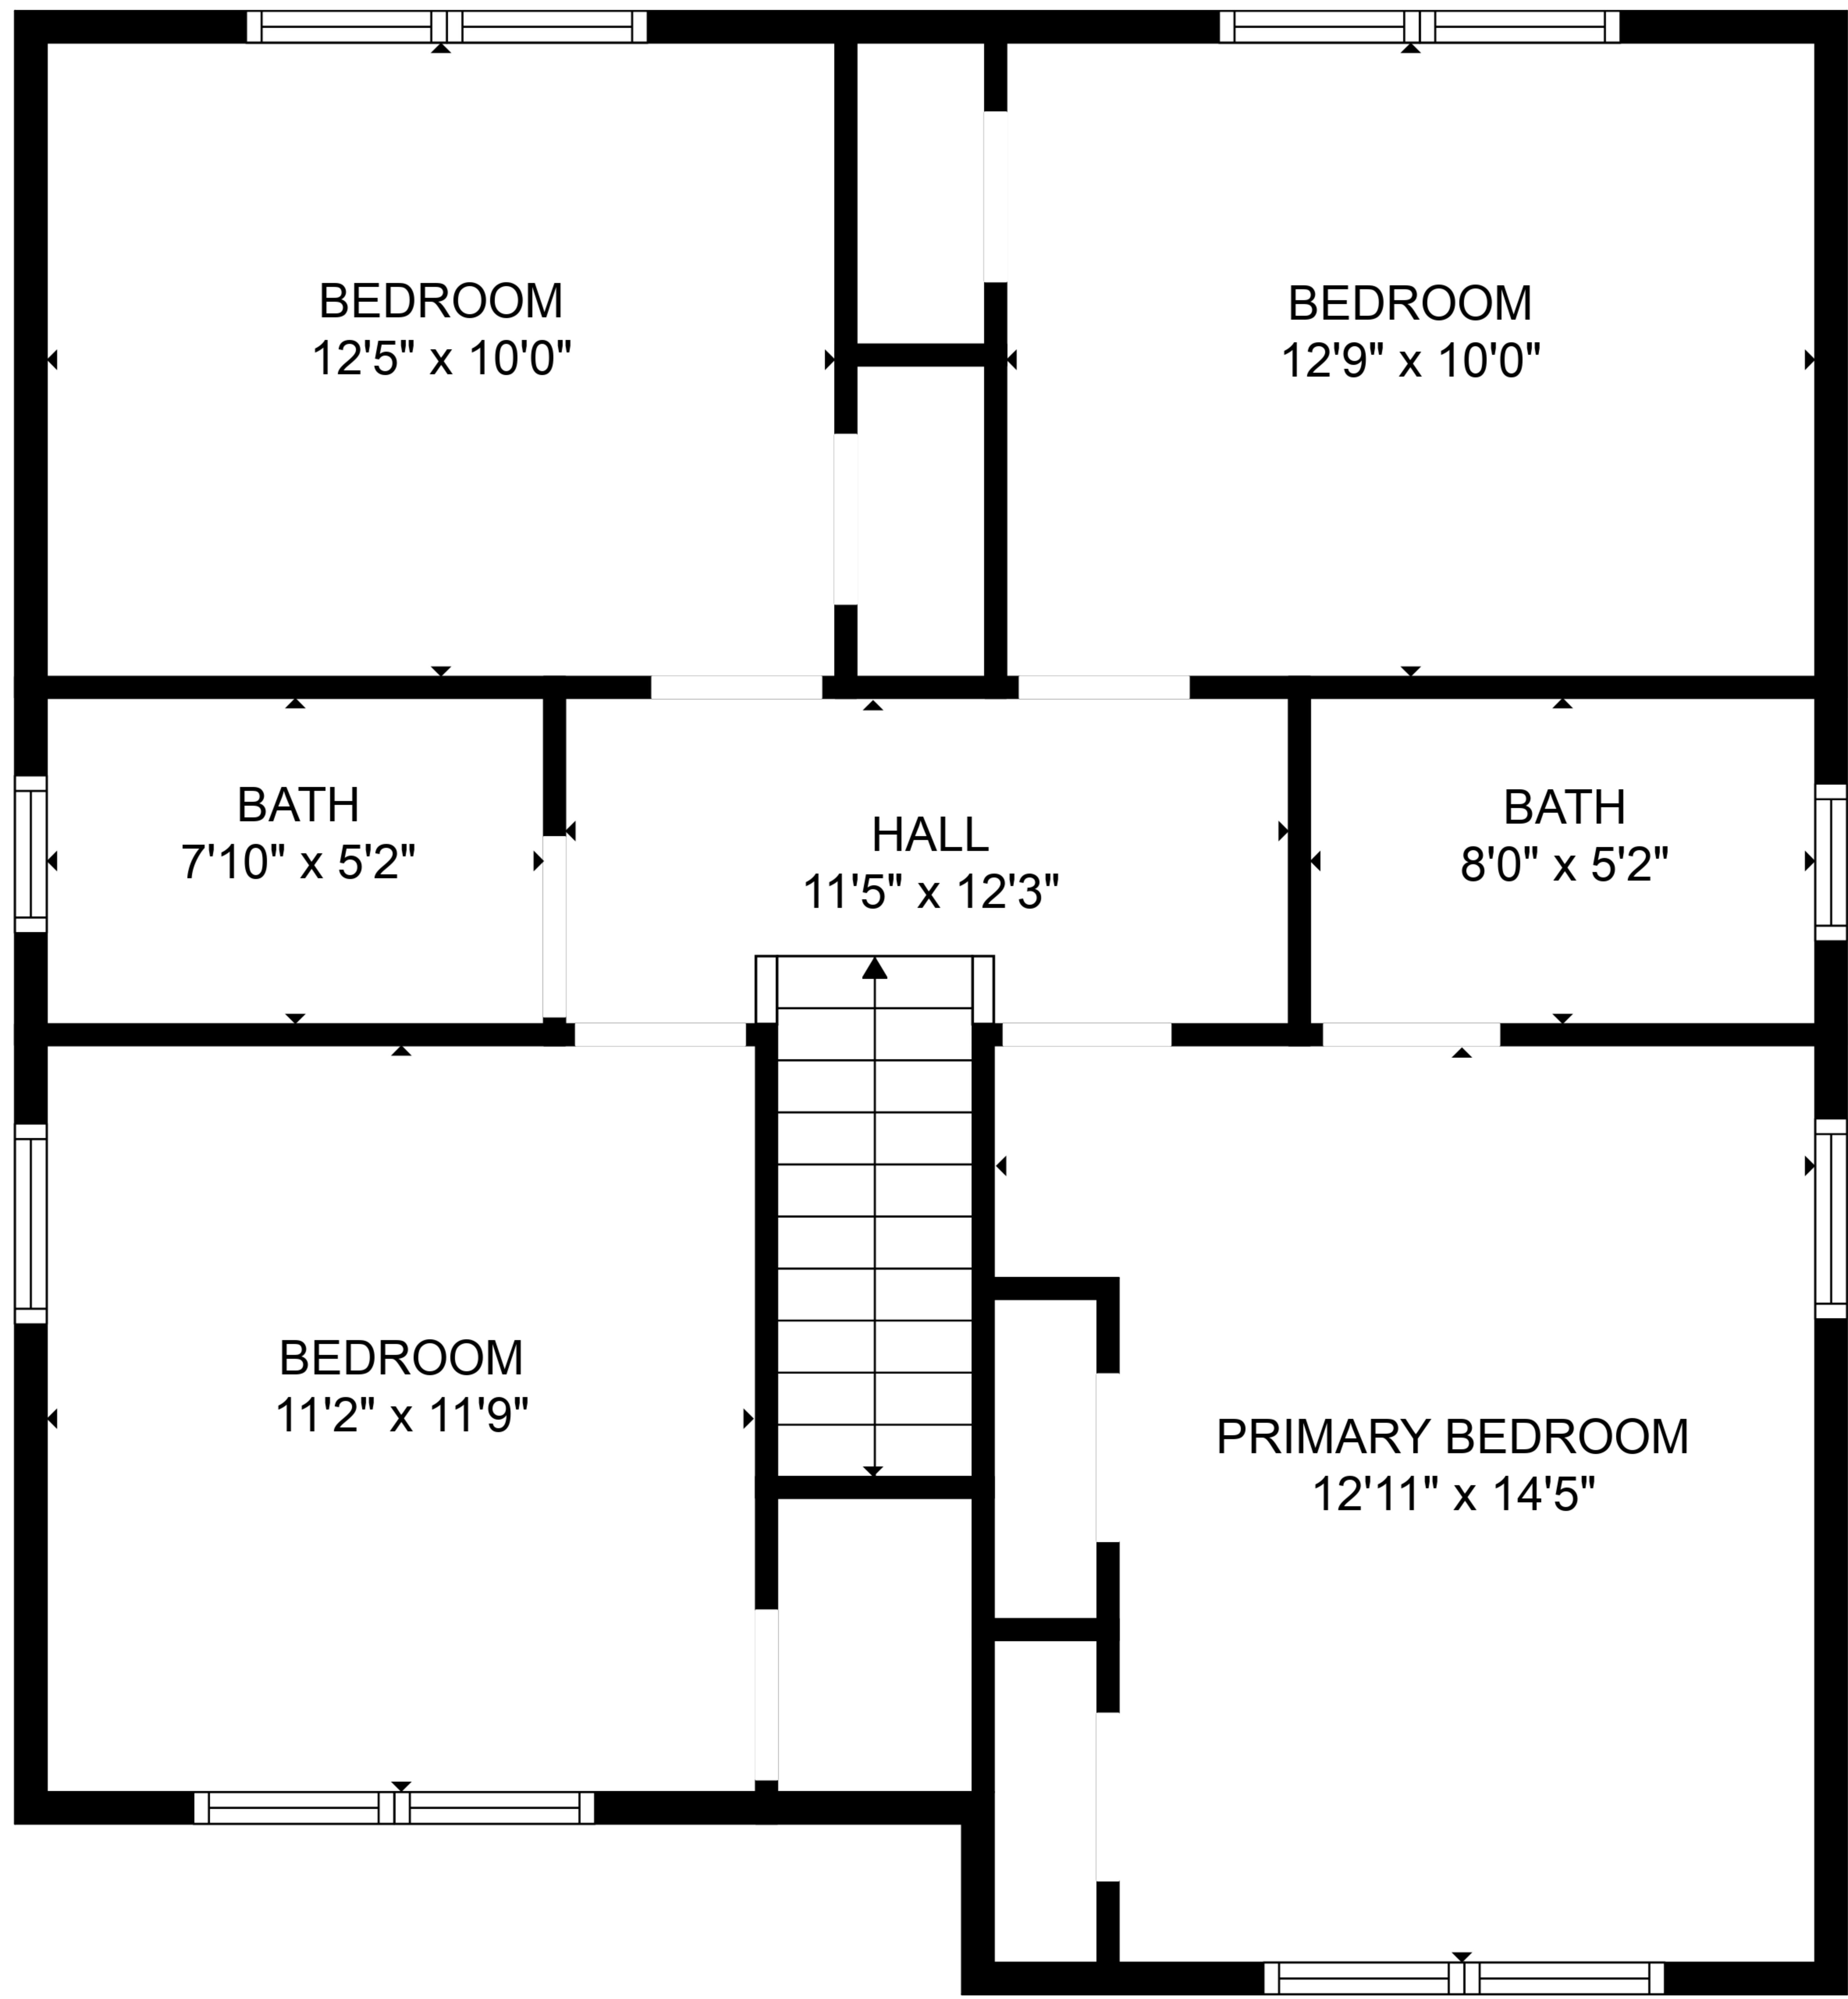 BEDROOM
12'5" x 10'0"
BEDROOM
12'9" x 10'0"
BATH
7'10" x 5'2"
HALL
11'5" x 12'3"
BATH
8'0" x 5'2"
BEDROOM
11'2" x 11'9"
PRIMARY BEDROOM
12'11" x 14'5"